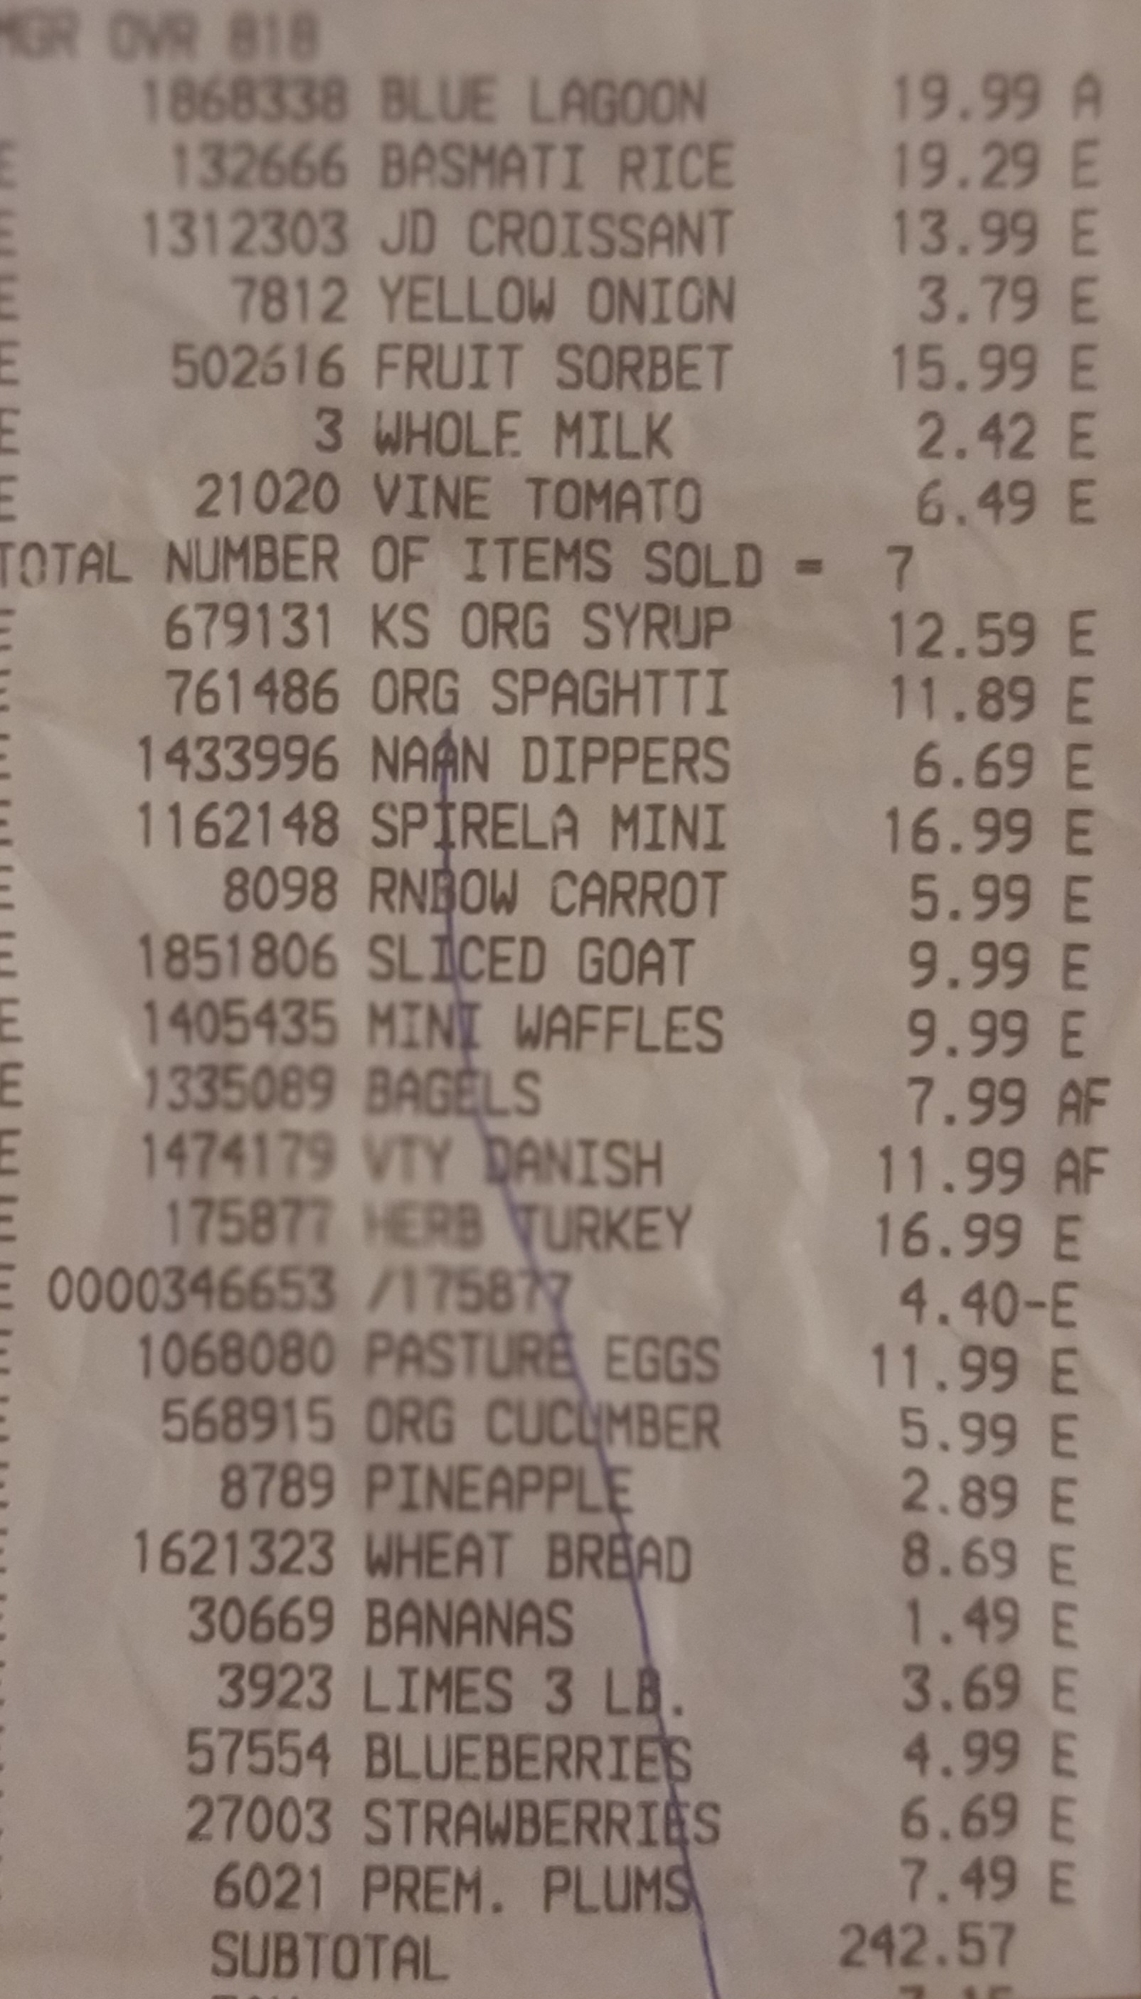 MGR OVR 818
1868338 BLUE LAGOON 19.99 A
E 132666 BASMATI RICE 19.29 E
E 1312303 JD CROISSANT 13.99 E
E 7812 YELLOW ONION 3.79 E
E 502616 FRUIT SORBET 15.99 E
E 3 WHOLE MILK 2.42 E
E 21020 VINE TOMATO 6.49 E
TOTAL NUMBER OF ITEMS SOLD = 7
E 679131 KS ORG SYRUP 12.59 E
E 761486 ORG SPAGHTTI 11.89 E
E 1433996 NAAN DIPPERS 6.69 E
E 1162148 SPIRELA MINI 16.99 E
E 8098 RNBOW CARROT 5.99 E
E 1851806 SLICED GOAT 9.99 E
E 1405435 MINI WAFFLES 9.99 E
E 1335089 BAGELS 7.99 AF
E 1474179 VTY DANISH 11.99 AF
E 175877 HERB TURKEY 16.99 E
E 0000346653 /175877 4.40-E
E 1068080 PASTURE EGGS 11.99 E
E 568915 ORG CUCUMBER 5.99 E
E 8789 PINEAPPLE 2.89 E
1621323 WHEAT BREAD 8.69 E
30669 BANANAS 1.49 E
3923 LIMES 3 LB. 3.69 E
57554 BLUEBERRIES 4.99 E
27003 STRAWBERRIES 6.69 E
6021 PREM. PLUMS 7.49 E
SUBTOTAL 242.57